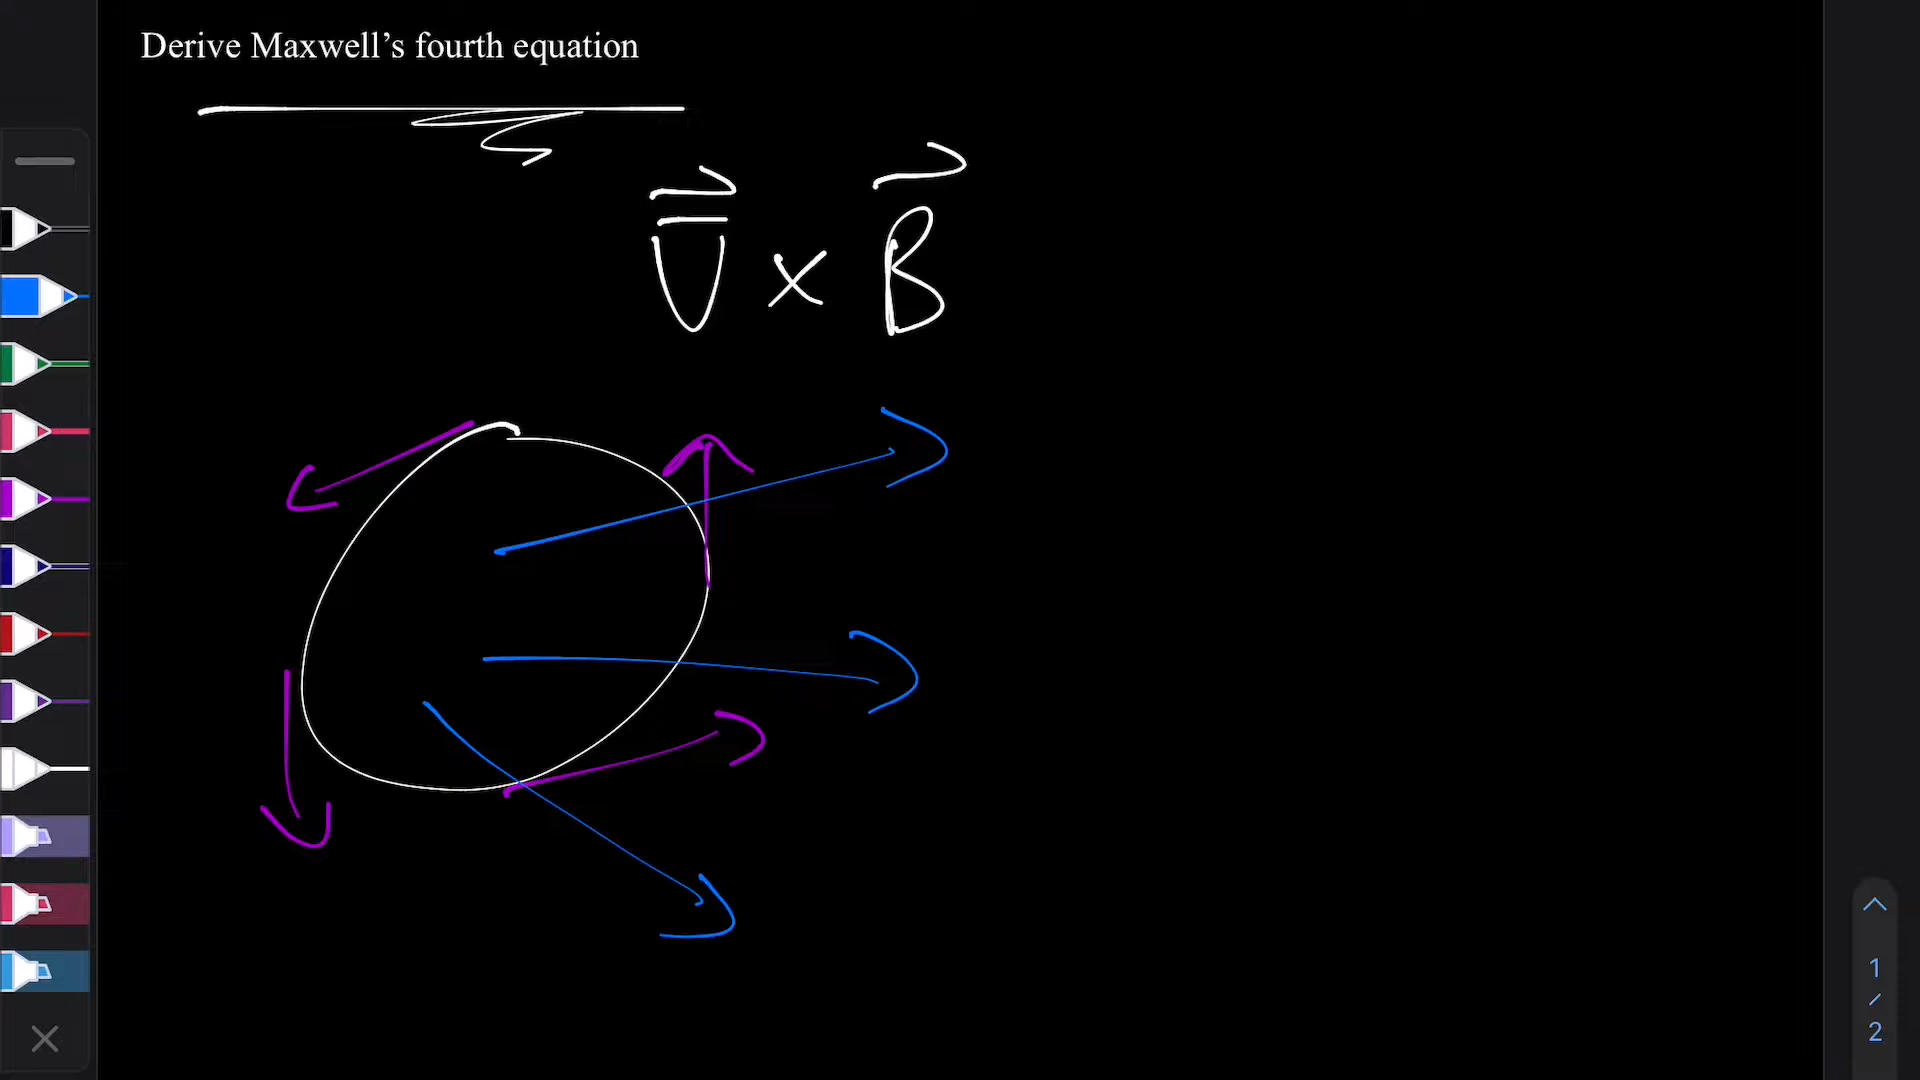 Derive Maxwell’s fourth equation
∇⃗ × B⃗
1
/
2